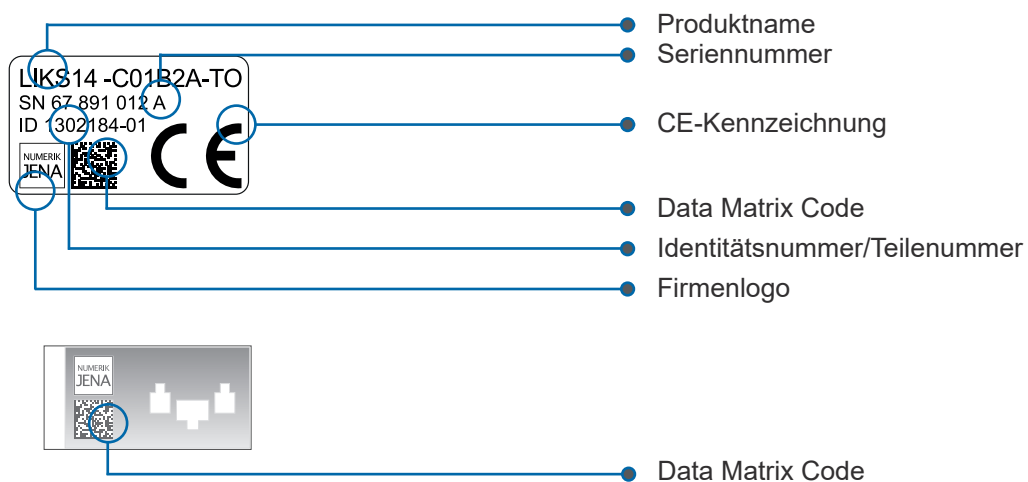 Produktname
Seriennummer
LIKS14 -C01B2A-TO
SN 67 891 012 A
ID 1302184-01
CE
NUMERIK
JENA
CE-Kennzeichnung
Data Matrix Code
Identitätsnummer/Teilenummer
Firmenlogo
NUMERIK
JENA
Data Matrix Code